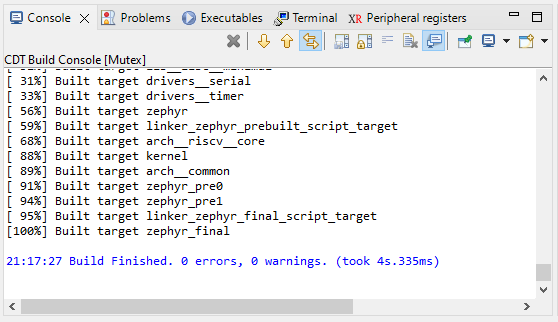 Console Problems Executables Terminal Peripheral registers
CDT Build Console [Mutex]
[ 31%] Built target drivers__serial
[ 33%] Built target drivers__timer
[ 56%] Built target zephyr
[ 59%] Built target linker_zephyr_prebuilt_script_target
[ 68%] Built target arch__riscv__core
[ 88%] Built target kernel
[ 89%] Built target arch__common
[ 91%] Built target zephyr_pre0
[ 94%] Built target zephyr_pre1
[ 95%] Built target linker_zephyr_final_script_target
[100%] Built target zephyr_final
21:17:27 Build Finished. 0 errors, 0 warnings. (took 4s.335ms)